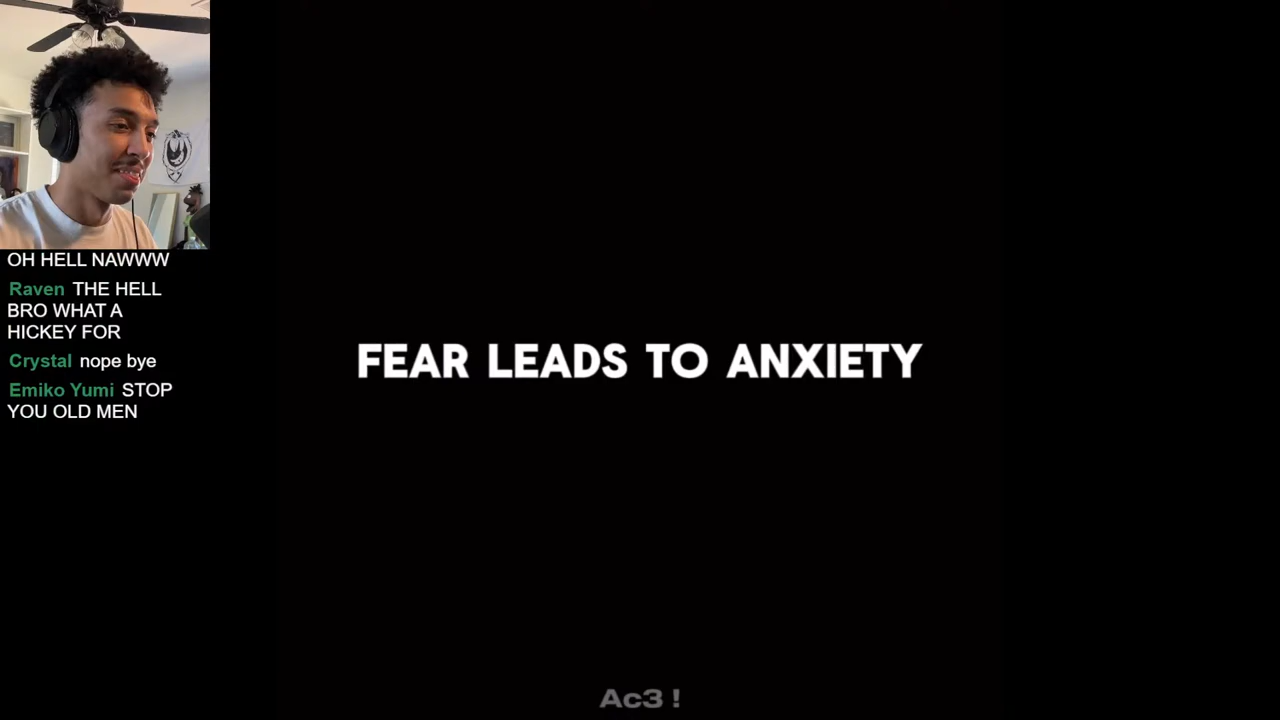 OH HELL NAWWW
Raven THE HELL
BRO WHAT A
HICKEY FOR
Crystal nope bye
Emiko Yumi STOP
YOU OLD MEN
FEAR LEADS TO ANXIETY
Ac3 !